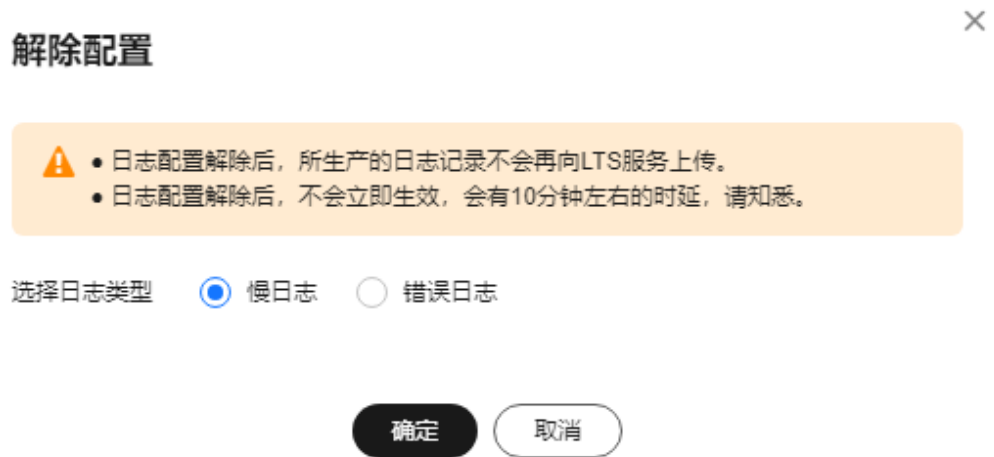 解除配置
● 日志配置解除后，所生产的日志记录不会再向LTS服务上传。
● 日志配置解除后，不会立即生效，会有10分钟左右的时延，请知悉。
选择日志类型 慢日志 错误日志
确定 取消